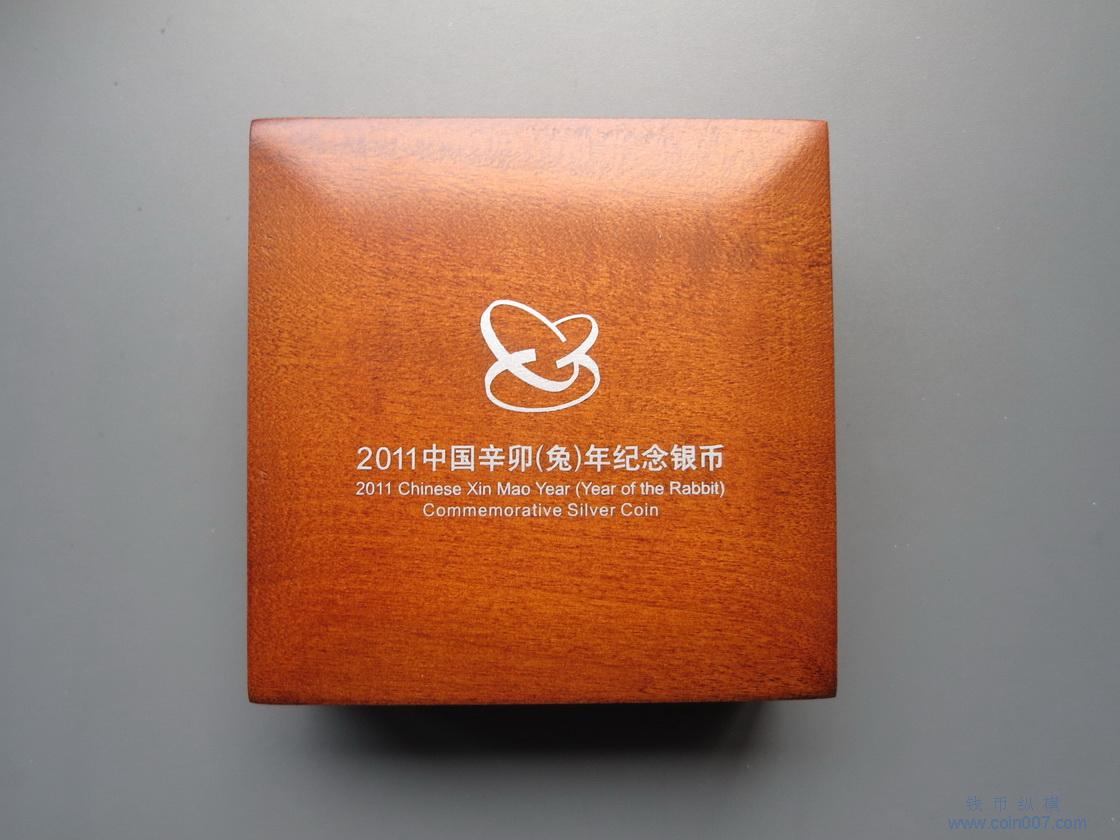 2011中国辛卯(兔)年纪念银币
2011 Chinese Xin Mao Year (Year of the Rabbit)
Commemorative Silver Coin
钱币纵横
www.coin007.com